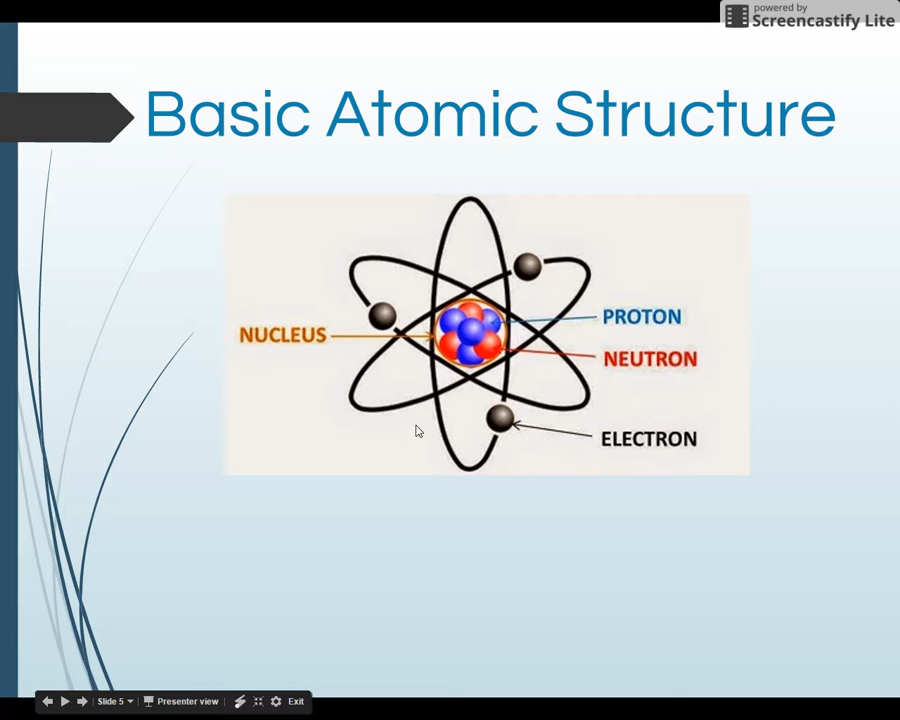 powered by
Screencastify Lite
Basic Atomic Structure
NUCLEUS
PROTON
NEUTRON
ELECTRON
Slide 5
Presenter view
Exit